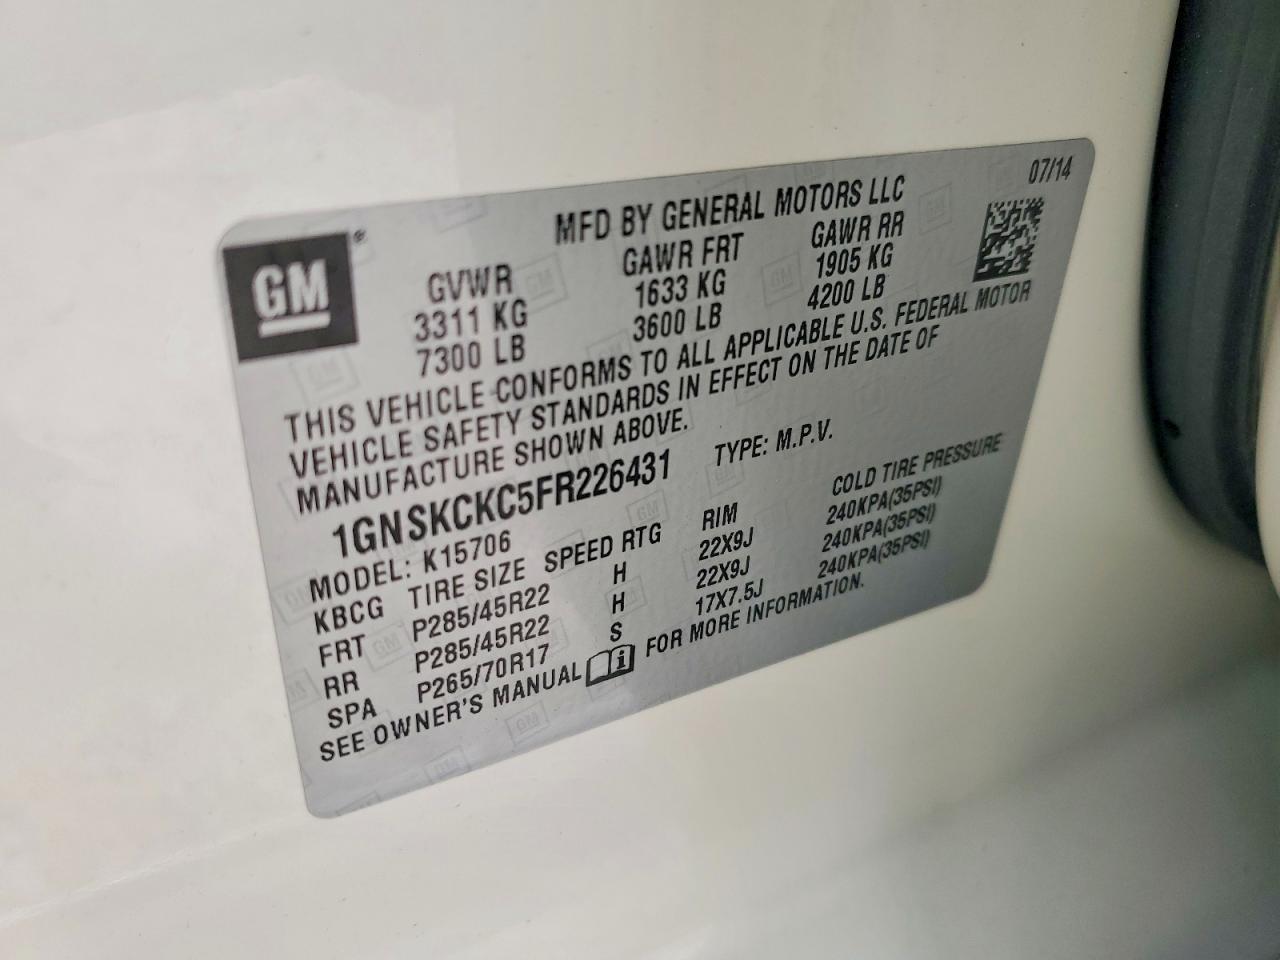 07/14
MFD BY GENERAL MOTORS LLC
GM®
GVWR GAWR FRT GAWR RR
3311 KG 1633 KG 1905 KG
7300 LB 3600 LB 4200 LB
THIS VEHICLE CONFORMS TO ALL APPLICABLE U.S. FEDERAL MOTOR
VEHICLE SAFETY STANDARDS IN EFFECT ON THE DATE OF
MANUFACTURE SHOWN ABOVE.
1GNSKCKC5FR226431 TYPE: M.P.V.
MODEL: K15706
KBCG TIRE SIZE SPEED RTG RIM COLD TIRE PRESSURE
FRT P285/45R22 H 22X9J 240KPA(35PSI)
RR P285/45R22 H 22X9J 240KPA(35PSI)
SPA P265/70R17 S 17X7.5J 240KPA(35PSI)
SEE OWNER'S MANUAL i FOR MORE INFORMATION.